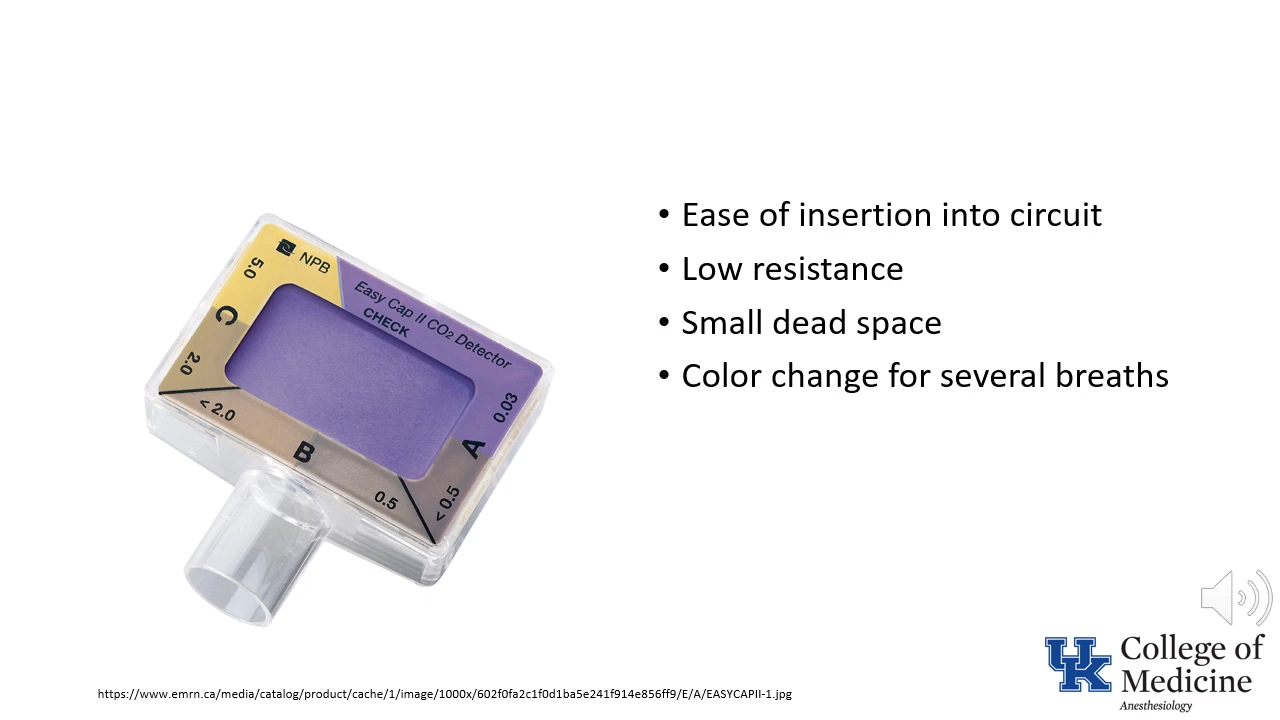 NPB
Easy Cap II CO2 Detector
CHECK
5.0
C
2.0
< 2.0
B
0.5
< 0.5
A
0.03
• Ease of insertion into circuit
• Low resistance
• Small dead space
• Color change for several breaths
https://www.emrn.ca/media/catalog/product/cache/1/image/1000x/602f0fa2c1f0d1ba5e241f914e856ff9/E/A/EASYCAPII-1.jpg
UK
College of
Medicine
Anesthesiology